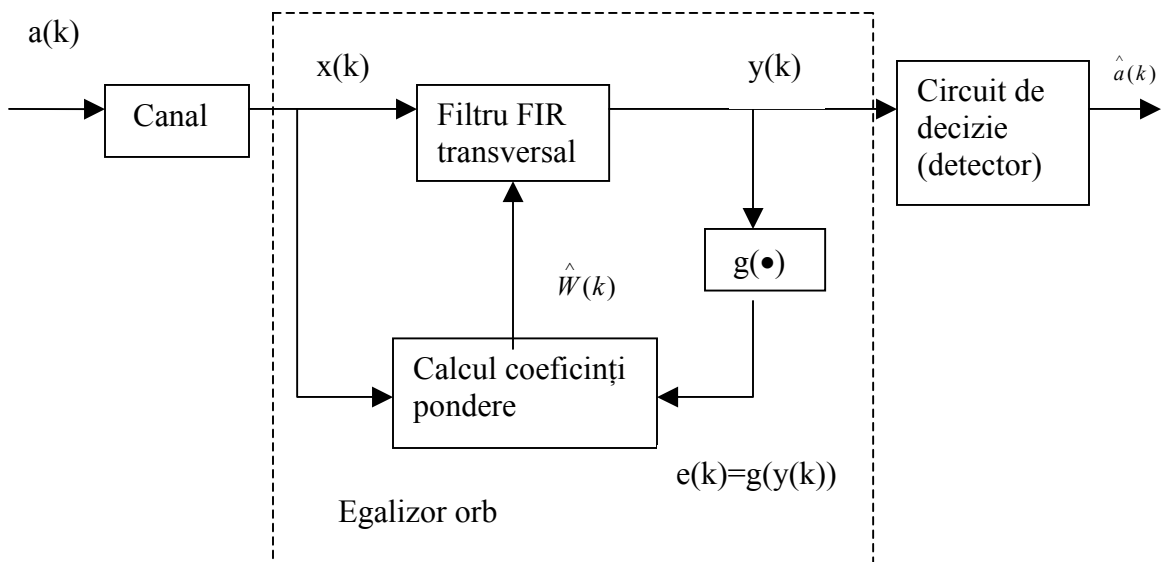 a(k)
Canal
x(k)
Filtru FIR
transversal
y(k)
Circuit de
decizie
(detector)
â(k)
g(•)
Ŵ(k)
Calcul coeficinți
pondere
e(k)=g(y(k))
Egalizor orb